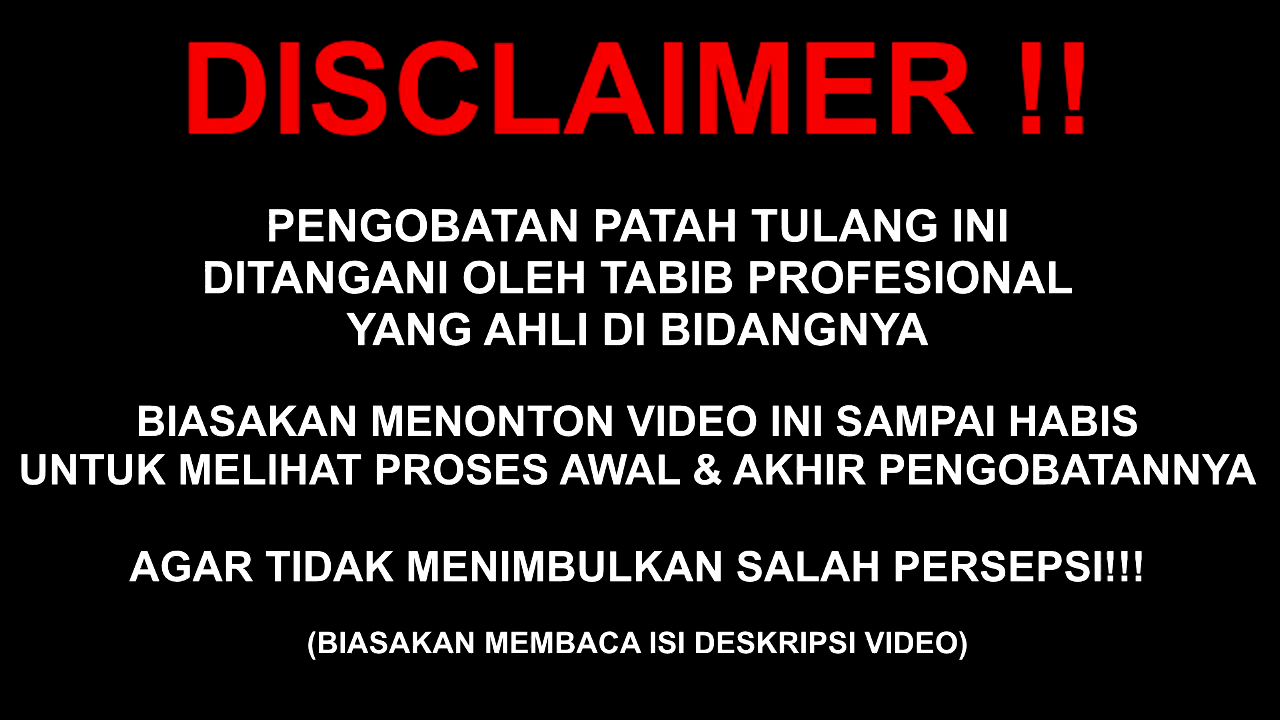 DISCLAIMER !!
PENGOBATAN PATAH TULANG INI
DITANGANI OLEH TABIB PROFESIONAL
YANG AHLI DI BIDANGNYA
BIASAKAN MENONTON VIDEO INI SAMPAI HABIS
UNTUK MELIHAT PROSES AWAL & AKHIR PENGOBATANNYA
AGAR TIDAK MENIMBULKAN SALAH PERSEPSI!!!
(BIASAKAN MEMBACA ISI DESKRIPSI VIDEO)